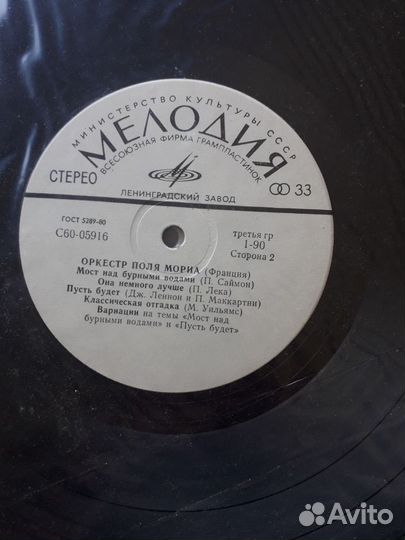 МИНИСТЕРСТВО КУЛЬТУРЫ СССР
МЕЛОДИЯ
ВСЕСОЮЗНАЯ ФИРМА ГРАМПЛАСТИНОК
СТЕРЕО
33
ЛЕНИНГРАДСКИЙ ЗАВОД
ГОСТ 5289-80
С60-05916
третья гр
1-90
Сторона 2
ОРКЕСТР ПОЛЯ МОРИА (Франция)
Мост над бурными водами (П. Саймон)
Она немного лучше (П. Лека)
Пусть будет (Дж. Леннон и П. Маккартни)
Классическая отгадка (М. Уильямс)
Вариации на темы «Мост над
бурными водами» и «Пусть будет»
Avito